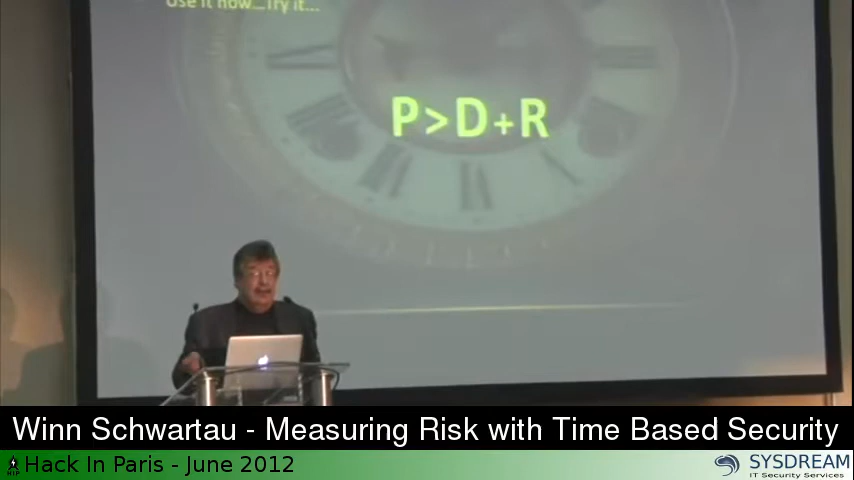 Use it now...Try it...
P>D+R
Winn Schwartau - Measuring Risk with Time Based Security
HIP Hack In Paris - June 2012
SYSDREAM
IT Security Services